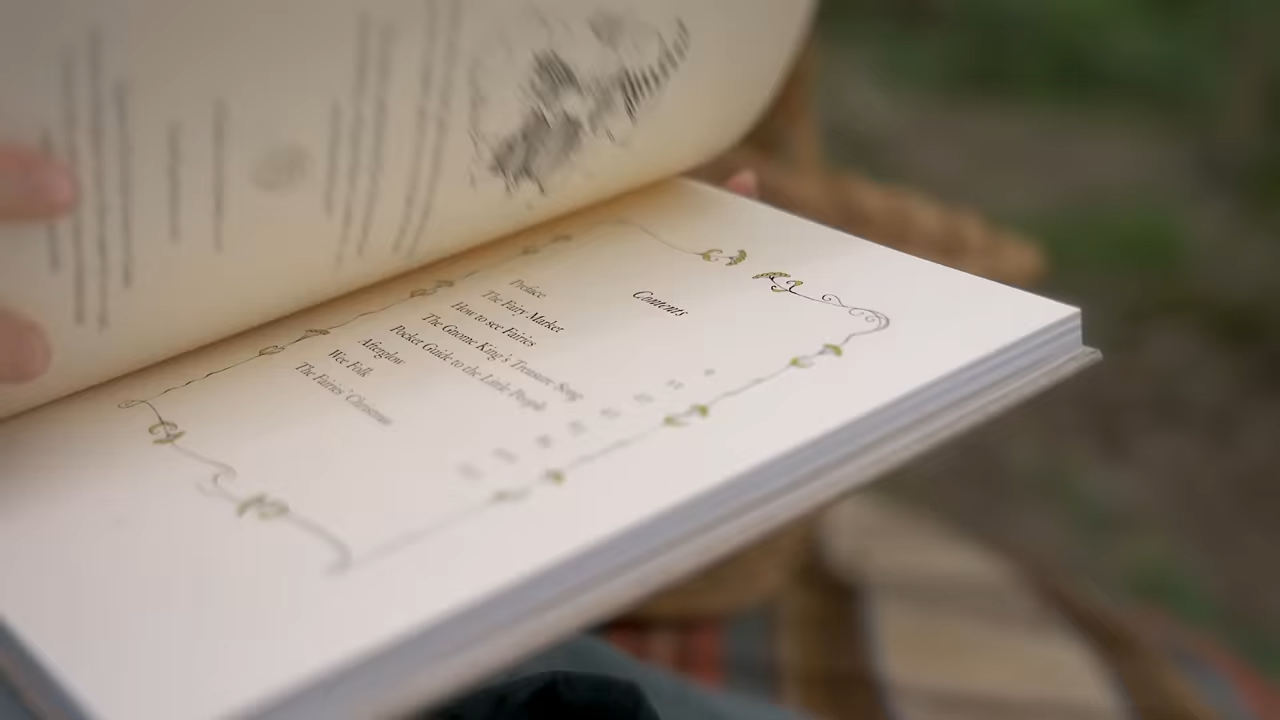 Contents
Preface
The Fairy Market
How to see Fairies
The Gnome King's Treasure Song
Pocket Guide to the Little People
Afterglow
Wee Folk
The Fairies' Christmas